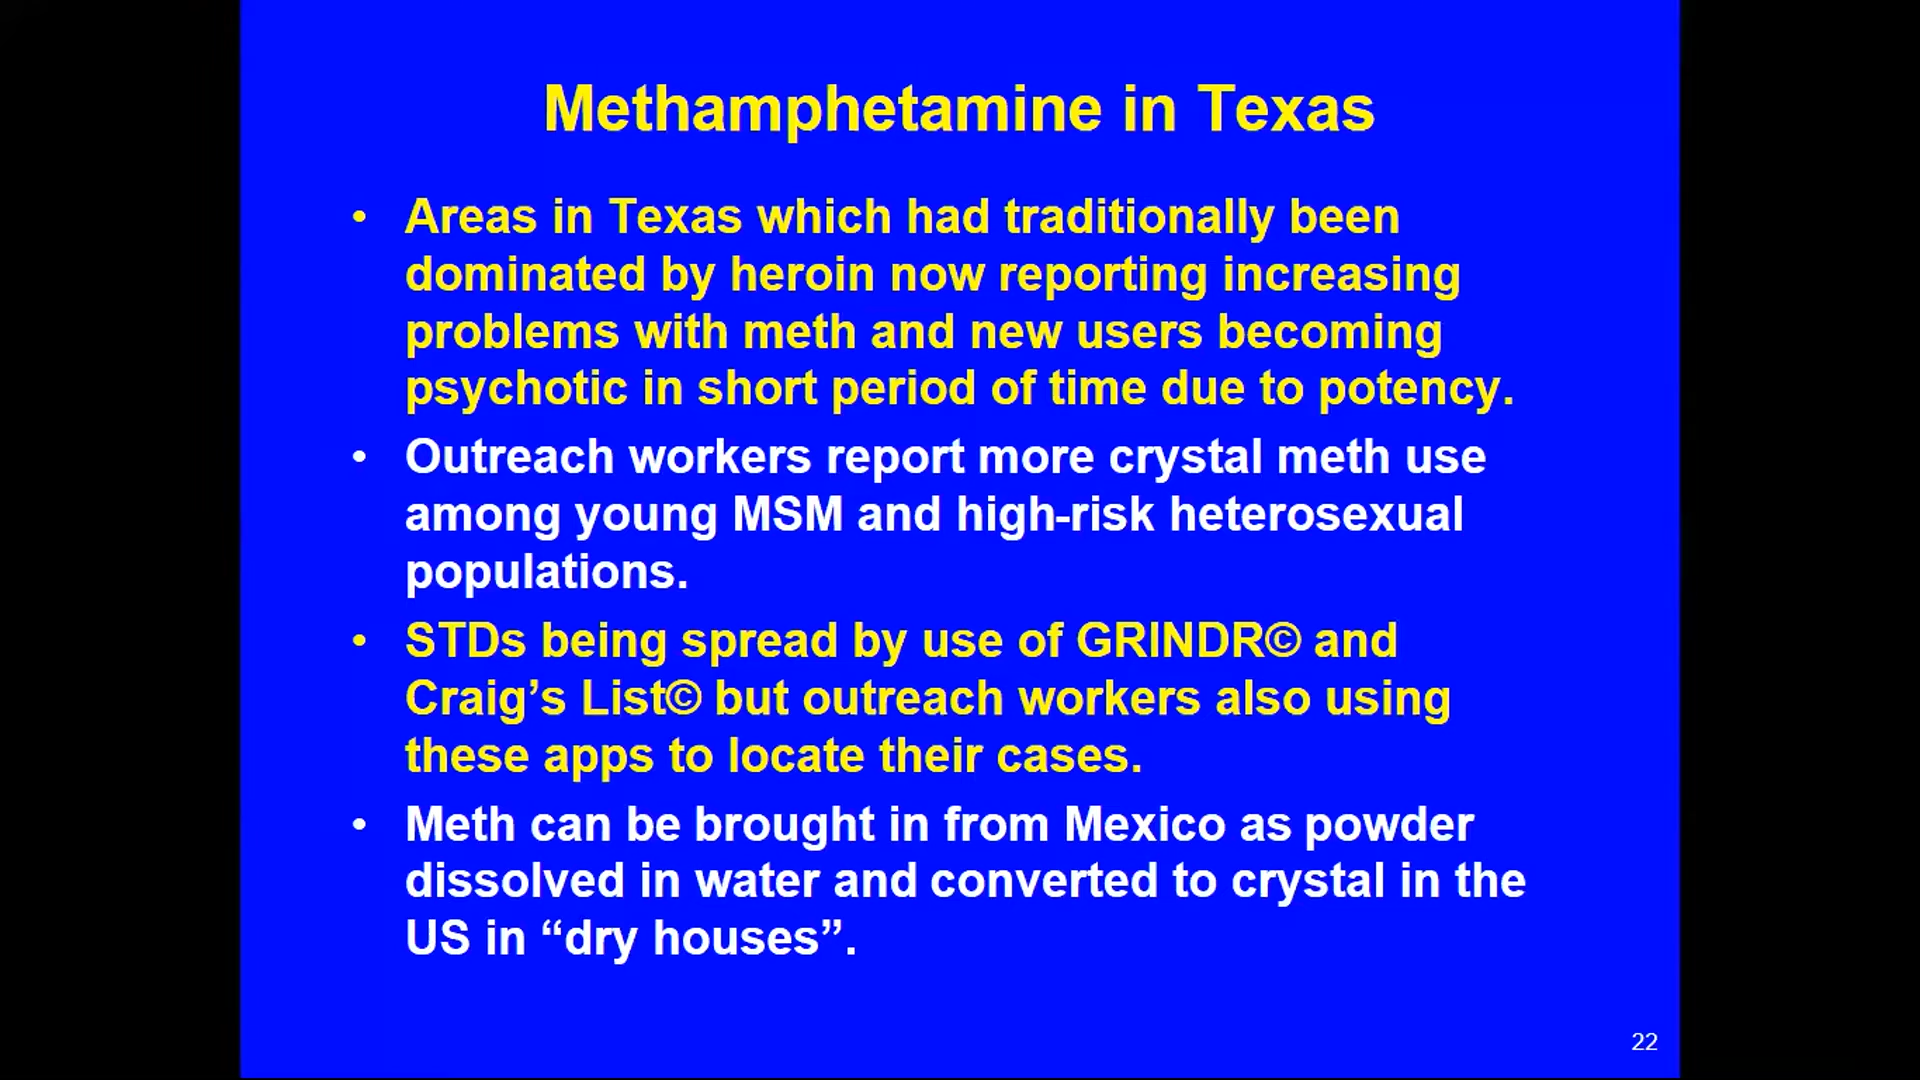 Methamphetamine in Texas
• Areas in Texas which had traditionally been
dominated by heroin now reporting increasing
problems with meth and new users becoming
psychotic in short period of time due to potency.
• Outreach workers report more crystal meth use
among young MSM and high-risk heterosexual
populations.
• STDs being spread by use of GRINDR© and
Craig’s List© but outreach workers also using
these apps to locate their cases.
• Meth can be brought in from Mexico as powder
dissolved in water and converted to crystal in the
US in “dry houses”.
22